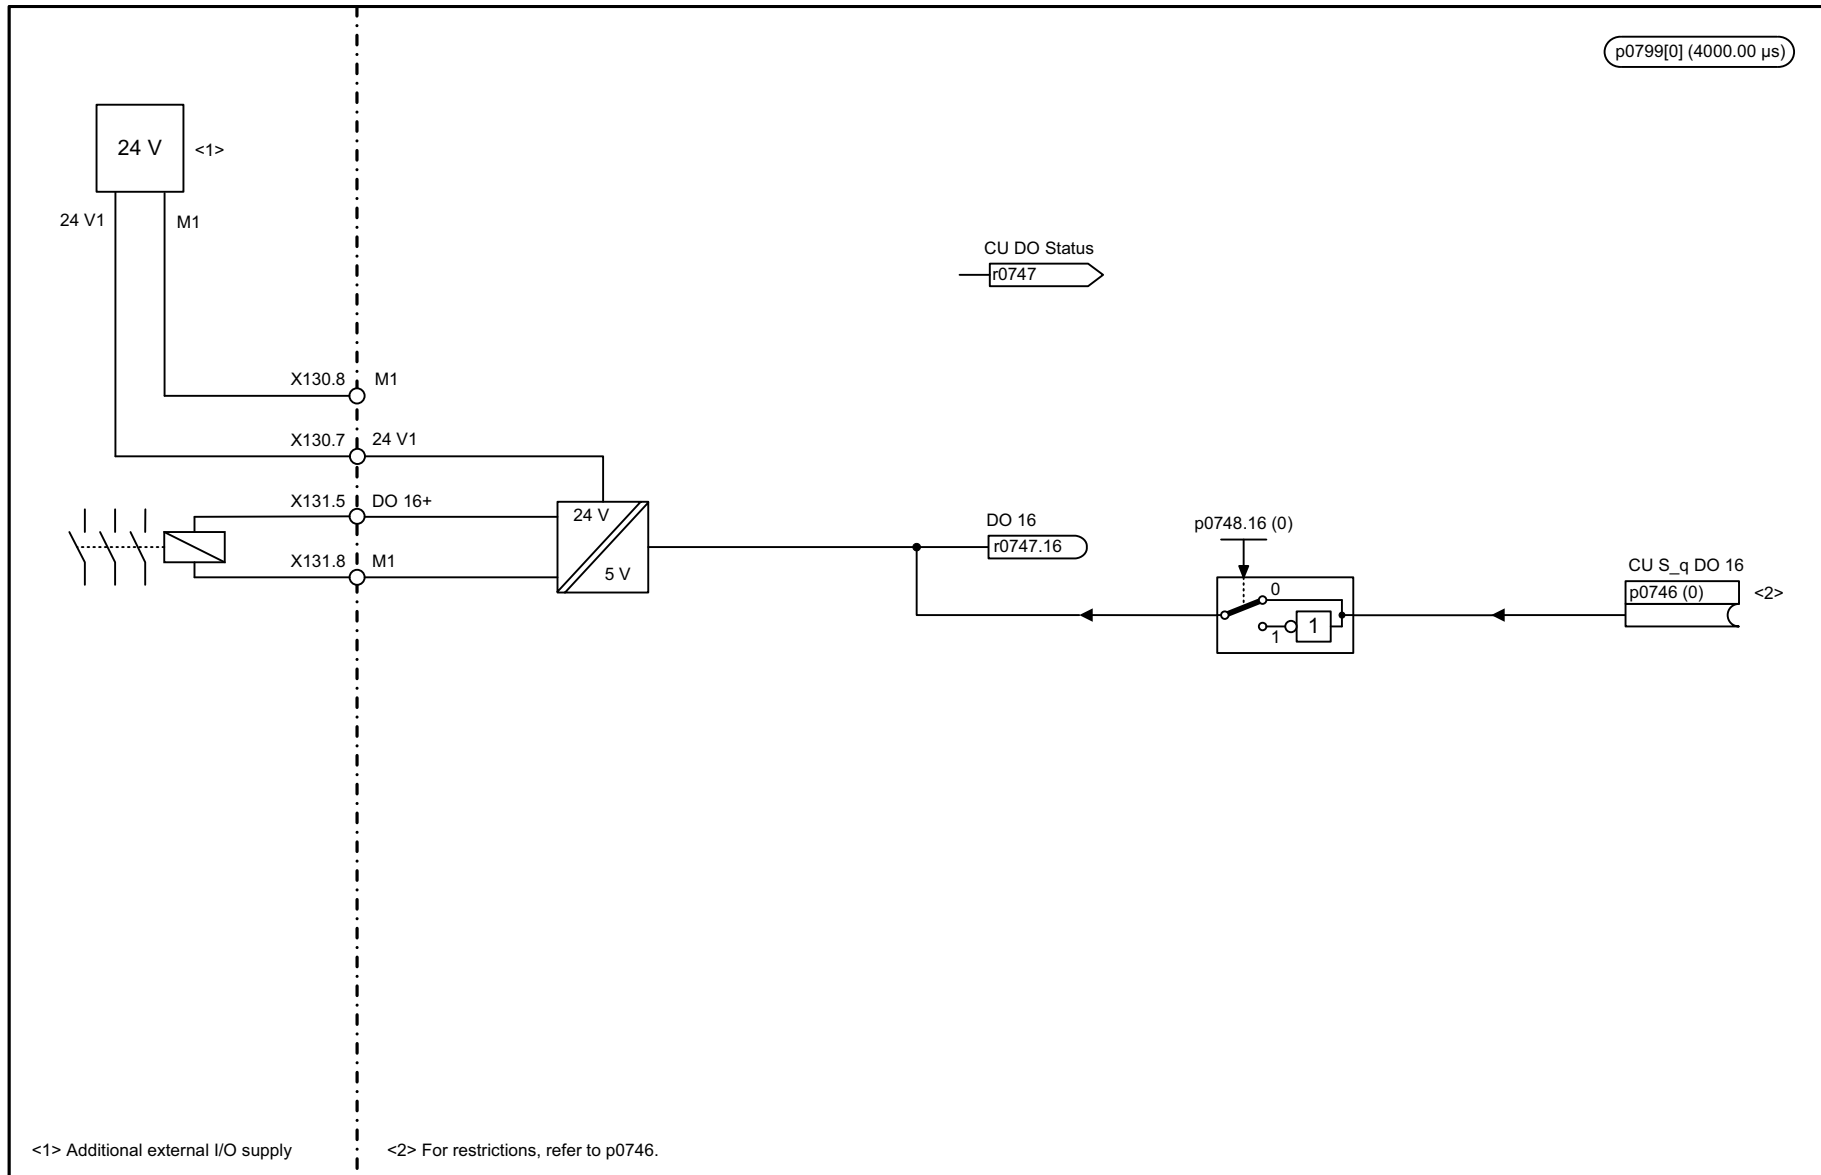 p0799[0] (4000.00 µs)
24 V
<1>
24 V1
M1
CU DO Status
r0747
X130.8
M1
X130.7
24 V1
X131.5
DO 16+
24 V
5 V
X131.8
M1
DO 16
r0747.16
p0748.16 (0)
0
1
1
CU S_q DO 16
p0746 (0)
<2>
<1> Additional external I/O supply
<2> For restrictions, refer to p0746.